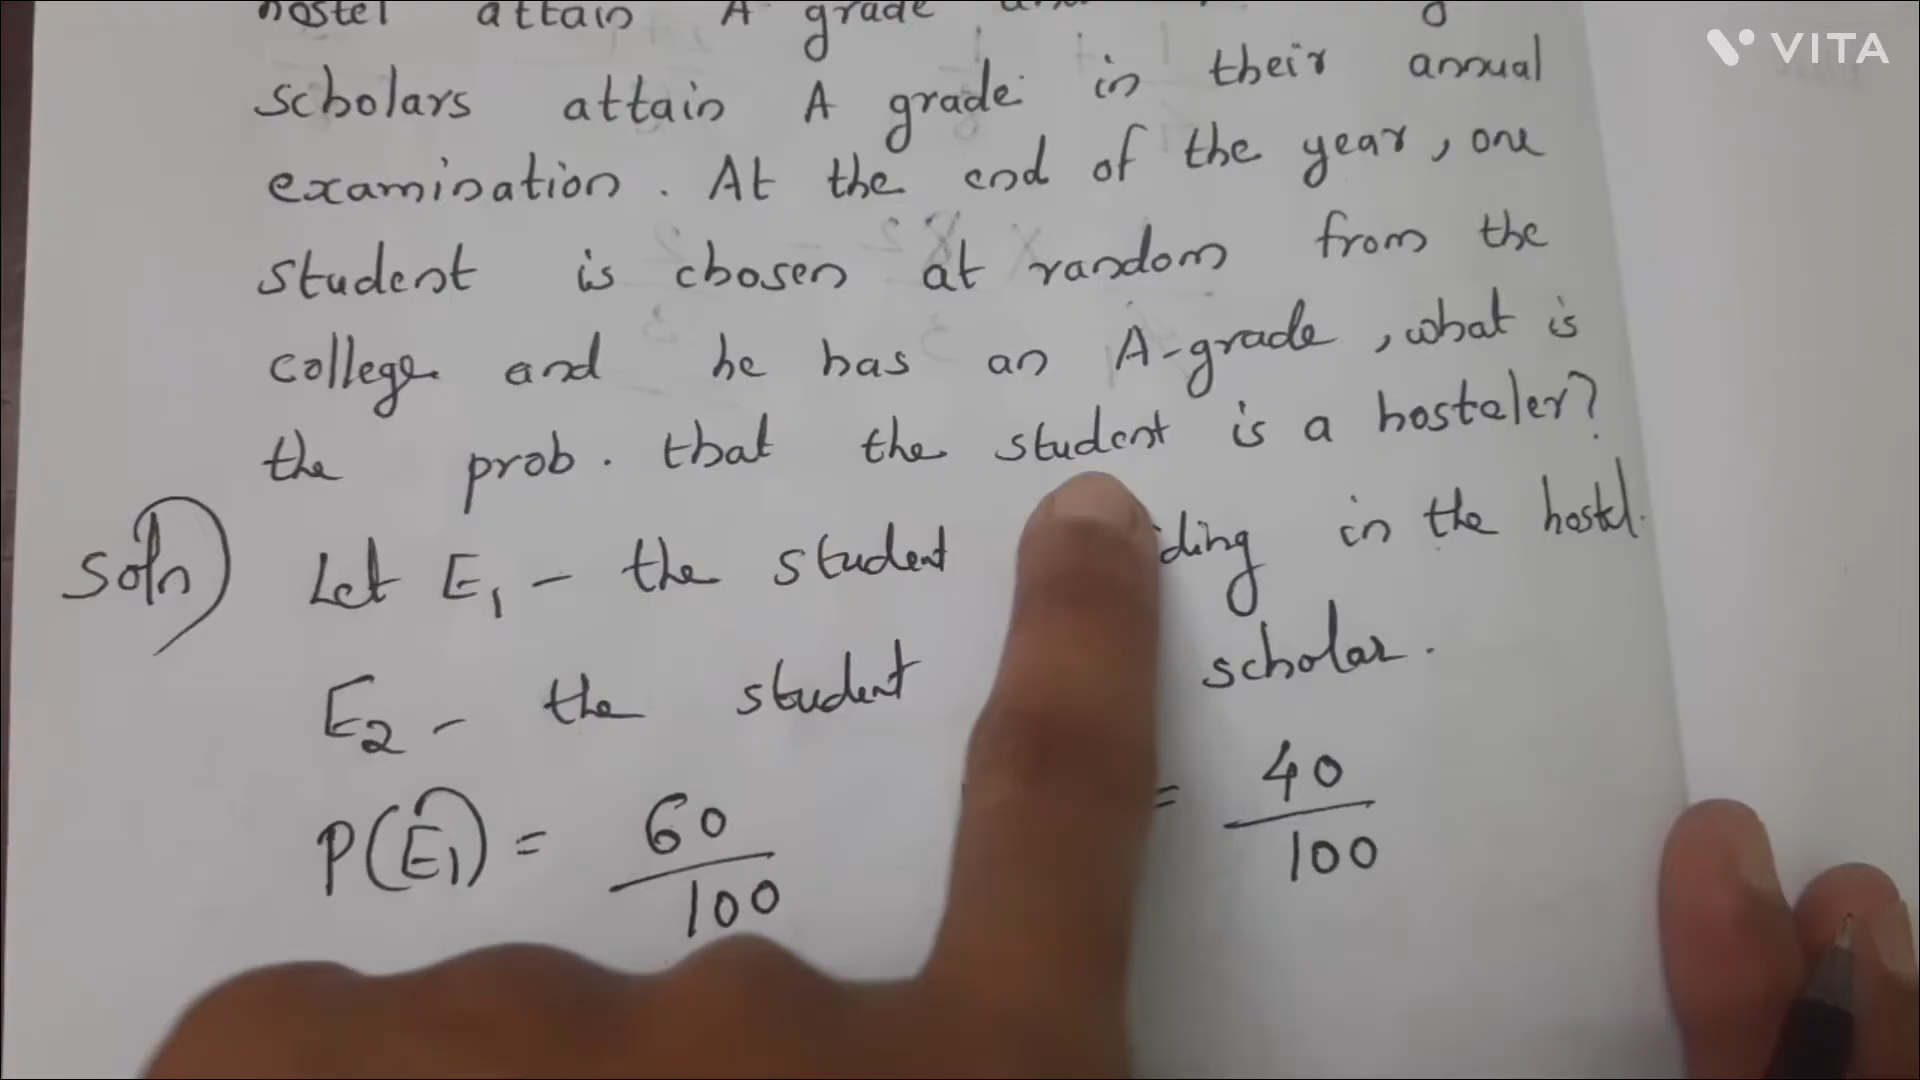 hostel attain A grade
scholars attain A grade in their annual
examination. At the end of the year, one
student is chosen at random from the
college and he has an A-grade, what is
the prob. that the student is a hosteler?
Soln) Let E1 - the student iding in the hostel.
E2 - the student scholar.
P(E1) = 60/100 = 40/100
VITA